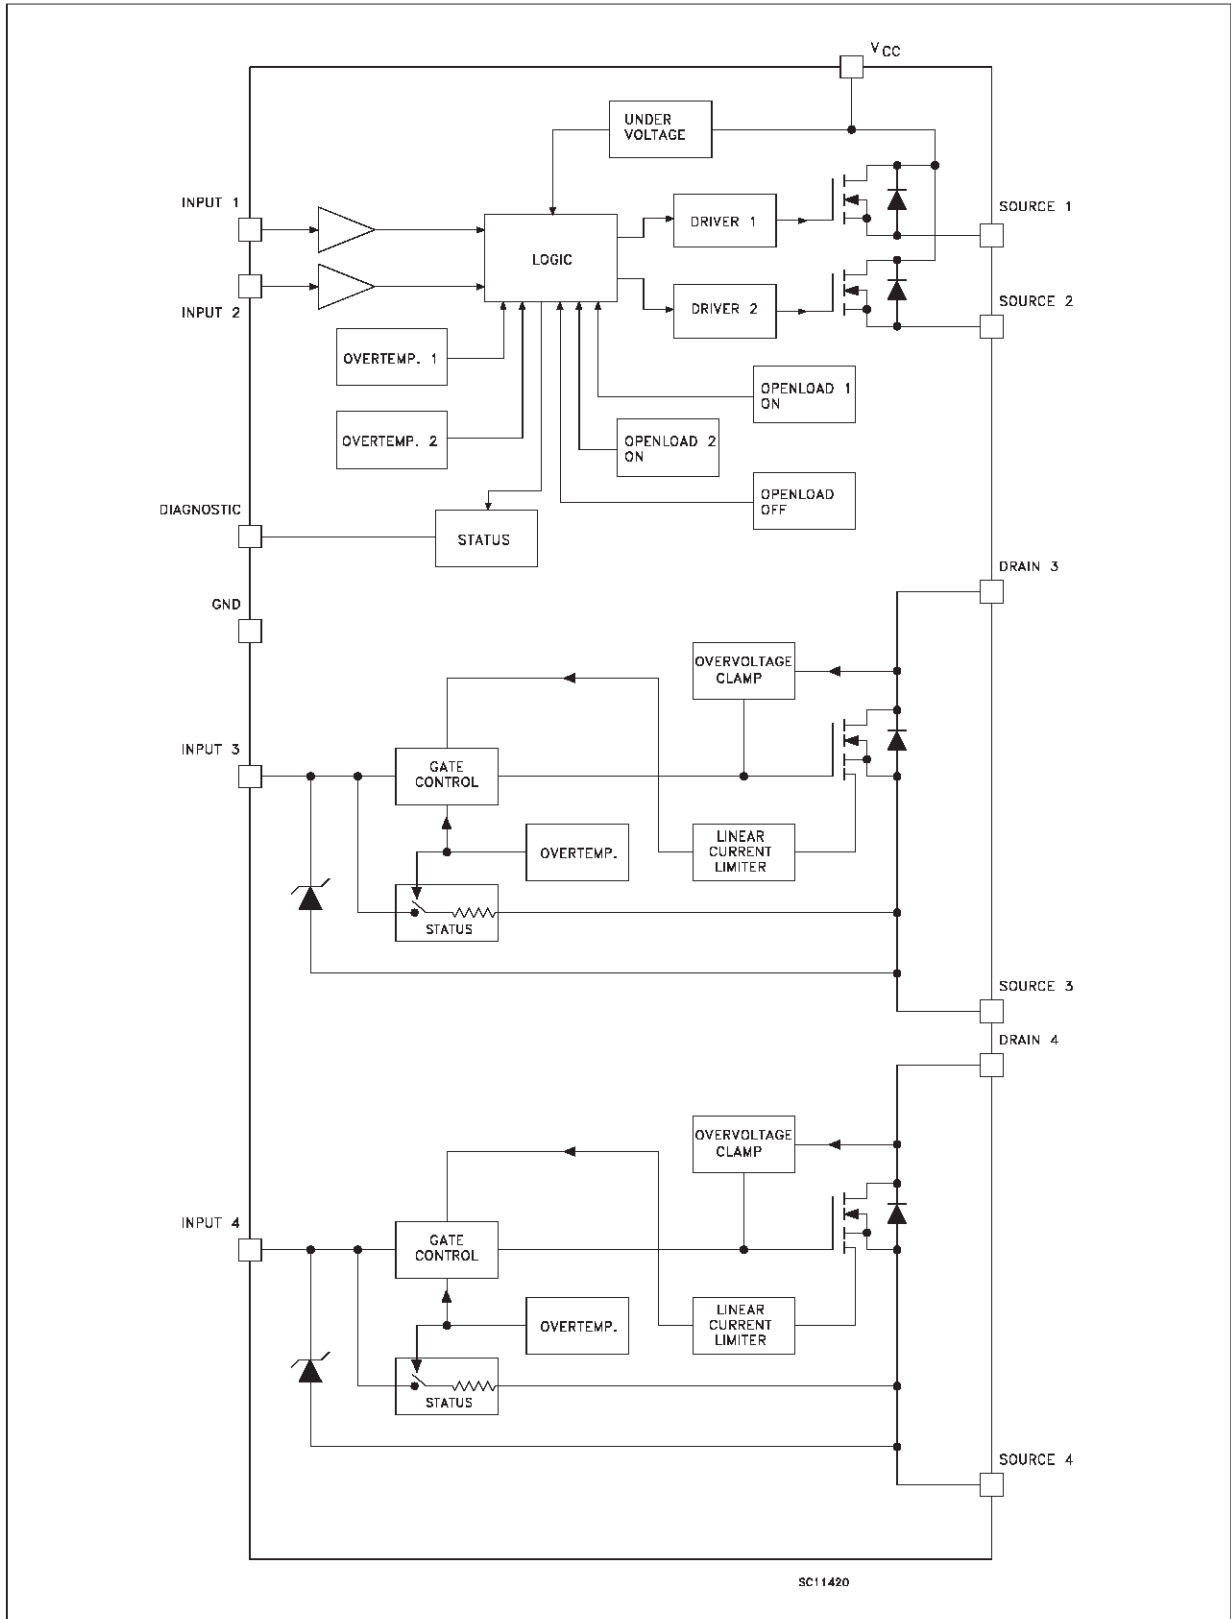 VCC
UNDER
VOLTAGE
INPUT 1
DRIVER 1
SOURCE 1
LOGIC
INPUT 2
DRIVER 2
SOURCE 2
OVERTEMP. 1
OPENLOAD 1
ON
OVERTEMP. 2
OPENLOAD 2
ON
OPENLOAD
OFF
DIAGNOSTIC
STATUS
DRAIN 3
GND
OVERVOLTAGE
CLAMP
INPUT 3
GATE
CONTROL
OVERTEMP.
LINEAR
CURRENT
LIMITER
STATUS
SOURCE 3
DRAIN 4
OVERVOLTAGE
CLAMP
INPUT 4
GATE
CONTROL
OVERTEMP.
LINEAR
CURRENT
LIMITER
STATUS
SOURCE 4
SC11420